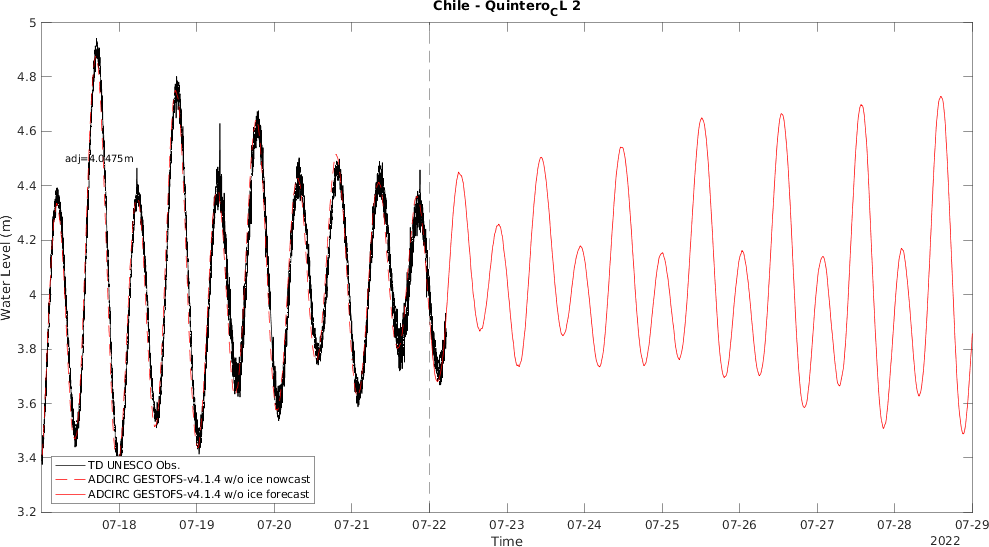 Chile - Quintero_CL 2
Water Level (m)
5
4.8
4.6
4.4
4.2
4
3.8
3.6
3.4
3.2
adj=4.0475m
TD UNESCO Obs.
ADCIRC GESTOFS-v4.1.4 w/o ice nowcast
ADCIRC GESTOFS-v4.1.4 w/o ice forecast
07-18 07-19 07-20 07-21 07-22 07-23 07-24 07-25 07-26 07-27 07-28 07-29
Time
2022